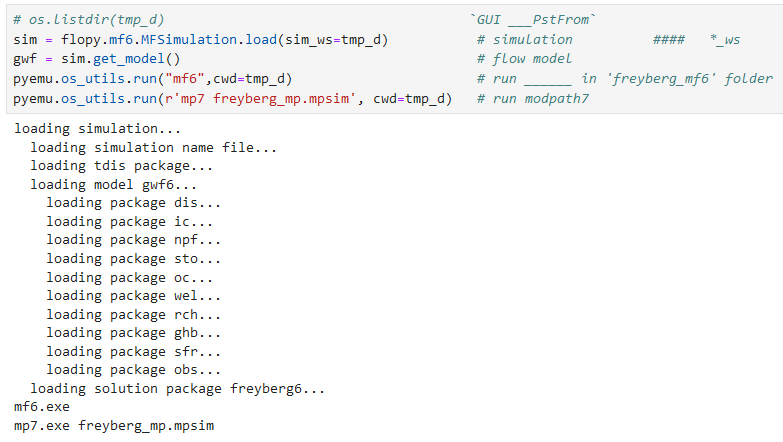 # os.listdir(tmp_d) `GUI ___PstFrom`
sim = flopy.mf6.MFSimulation.load(sim_ws=tmp_d) # simulation #### *_ws
gwf = sim.get_model() # flow model
pyemu.os_utils.run("mf6",cwd=tmp_d) # run ______ in 'freyberg_mf6' folder
pyemu.os_utils.run(r'mp7 freyberg_mp.mpsim', cwd=tmp_d) # run modpath7
loading simulation...
loading simulation name file...
loading tdis package...
loading model gwf6...
loading package dis...
loading package ic...
loading package npf...
loading package sto...
loading package oc...
loading package wel...
loading package rch...
loading package ghb...
loading package sfr...
loading package obs...
loading solution package freyberg6...
mf6.exe
mp7.exe freyberg_mp.mpsim